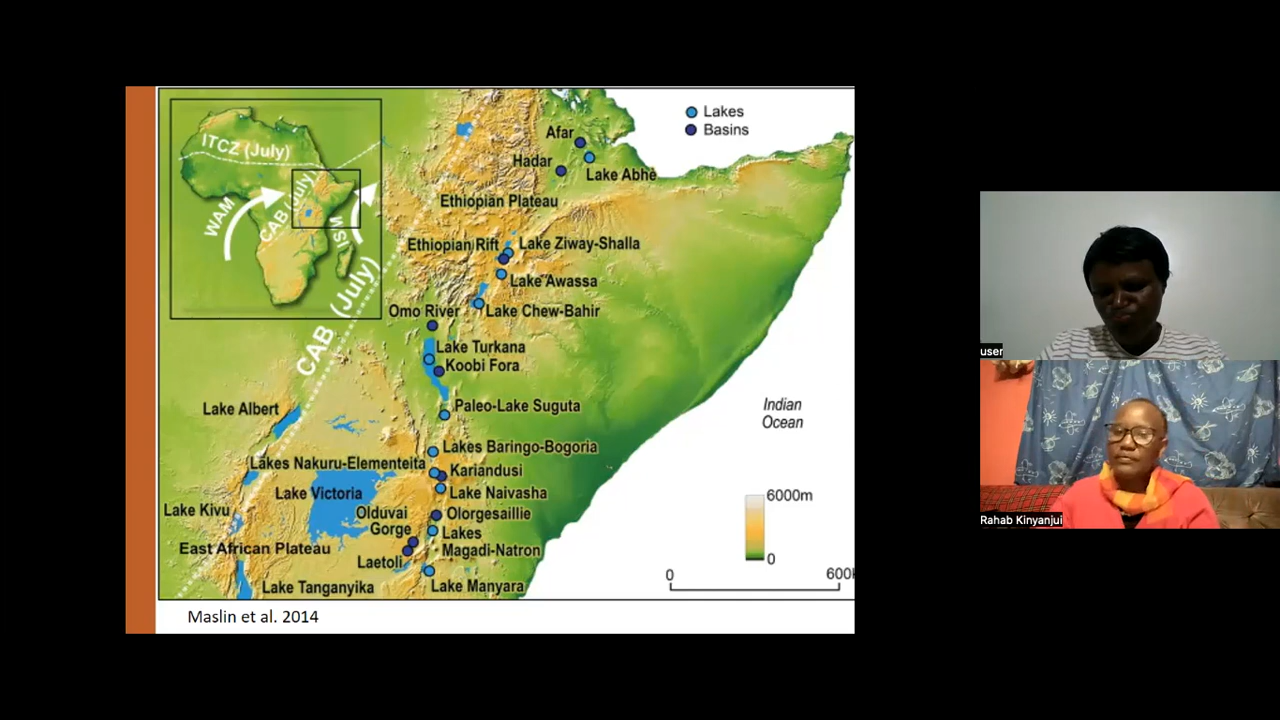 ITCZ (July)
WAM
CAB (July)
ISM
CAB (July)
Lakes
Basins
Afar
Hadar
Lake Abhe
Ethiopian Plateau
Ethiopian Rift
Lake Ziway-Shalla
Lake Awassa
Omo River
Lake Chew-Bahir
Lake Turkana
Koobi Fora
Lake Albert
Paleo-Lake Suguta
Indian
Ocean
Lakes Baringo-Bogoria
Lakes Nakuru-Elementeita
Kariandusi
Lake Victoria
Lake Naivasha
Lake Kivu
Olduvai
Gorge
Olorgesaillie
Lakes
Magadi-Natron
East African Plateau
Laetoli
Lake Tanganyika
Lake Manyara
6000m
0
0
600k
Maslin et al. 2014
user
Rahab Kinyanjui